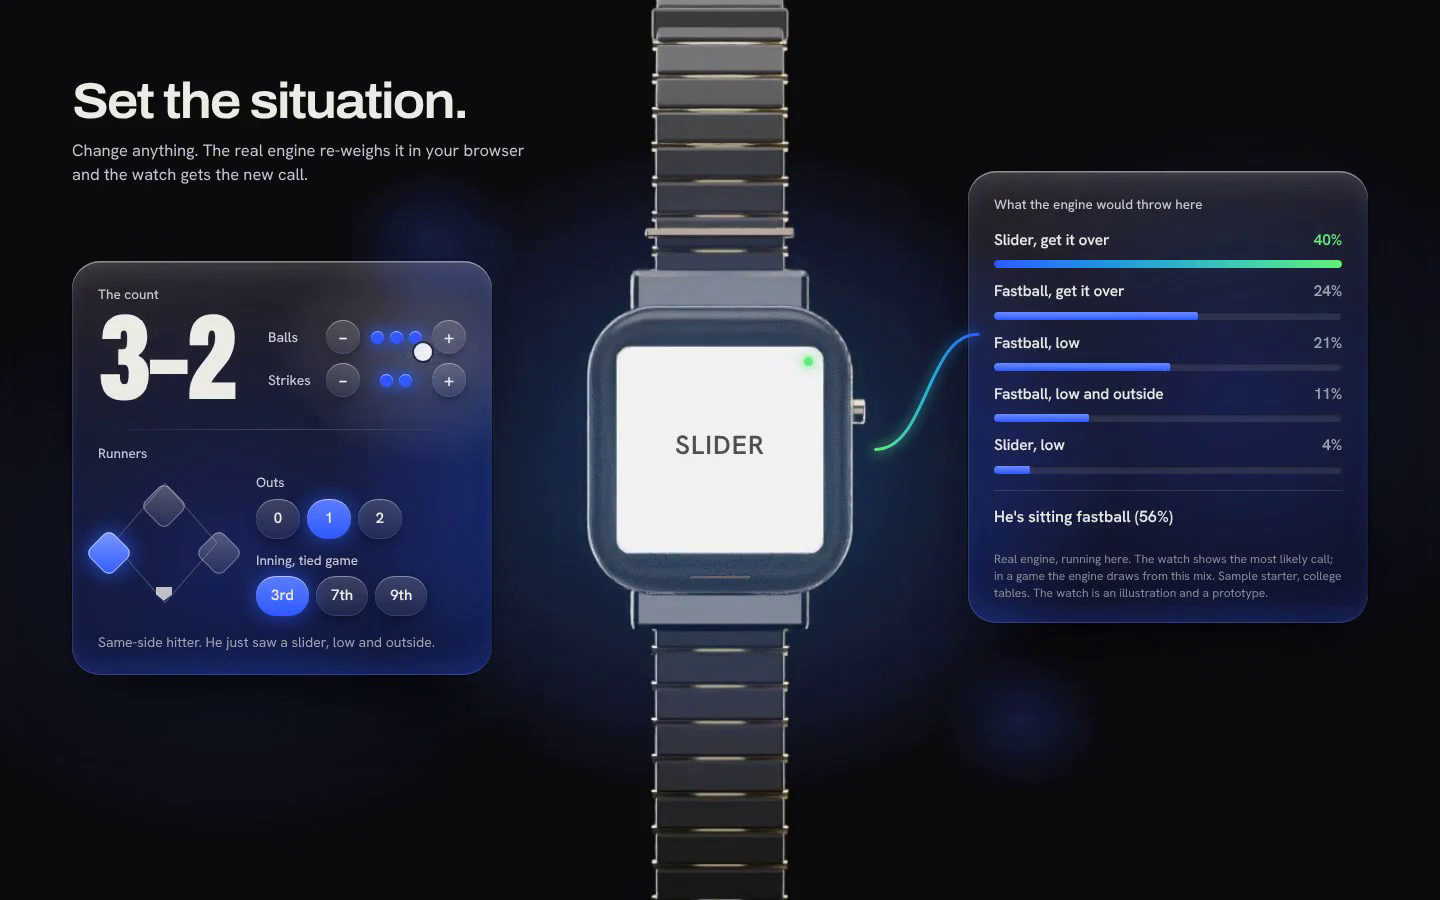 Set the situation.
Change anything. The real engine re-weighs it in your browser
and the watch gets the new call.
The count
3–2
Balls
–
+
Strikes
–
+
Runners
Outs
0
1
2
Inning, tied game
3rd
7th
9th
Same-side hitter. He just saw a slider, low and outside.
SLIDER
What the engine would throw here
Slider, get it over 40%
Fastball, get it over 24%
Fastball, low 21%
Fastball, low and outside 11%
Slider, low 4%
He's sitting fastball (56%)
Real engine, running here. The watch shows the most likely call;
in a game the engine draws from this mix. Sample starter, college
tables. The watch is an illustration and a prototype.